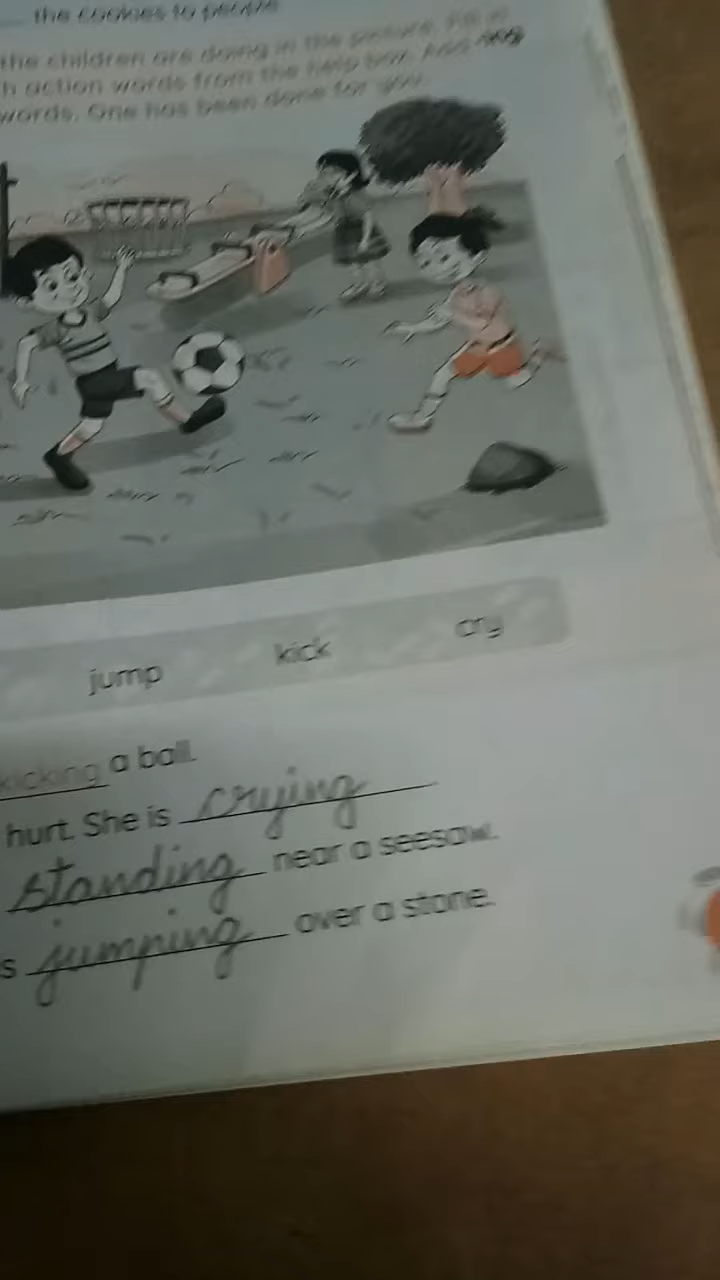 the cookies to people
the children are doing in the picture. Fill in
h action words from the help box. Add -ing
words. One has been done for you.
jump kick cry
kicking a ball.
hurt. She is crying
standing near a seesaw.
s jumping over a stone.